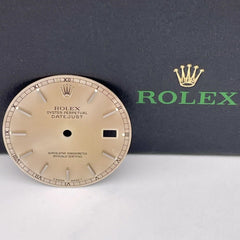 ROLEX
OYSTER PERPETUAL
DATEJUST
SUPERLATIVE CHRONOMETER
OFFICIALLY CERTIFIED
ROLEX